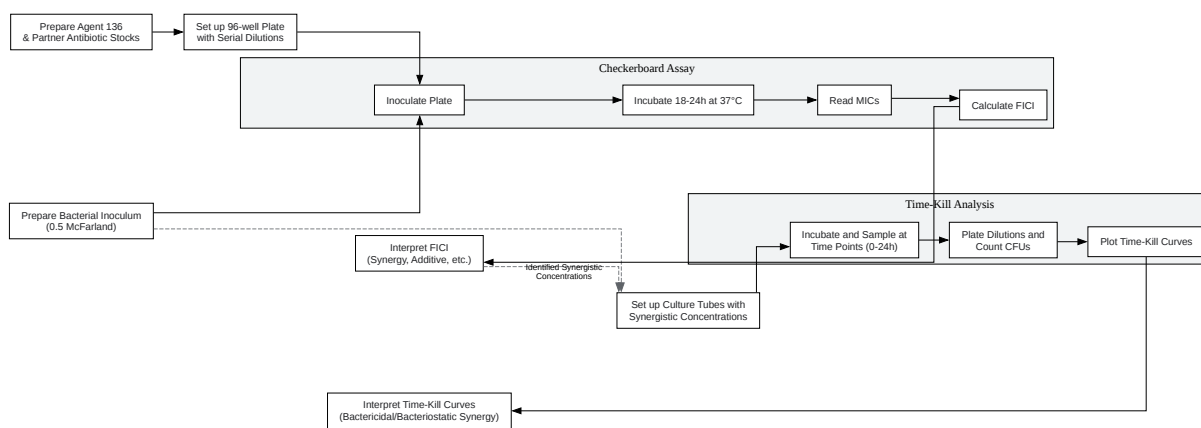 Prepare Agent 136
& Partner Antibiotic Stocks
Set up 96-well Plate
with Serial Dilutions
Checkerboard Assay
Inoculate Plate
Incubate 18-24h at 37°C
Read MICs
Calculate FICI
Prepare Bacterial Inoculum
(0.5 McFarland)
Time-Kill Analysis
Interpret FICI
(Synergy, Additive, etc.)
Incubate and Sample at
Time Points (0-24h)
Plate Dilutions and
Count CFUs
Plot Time-Kill Curves
Identified Synergistic
Concentrations
Set up Culture Tubes with
Synergistic Concentrations
Interpret Time-Kill Curves
(Bactericidal/Bacteriostatic Synergy)